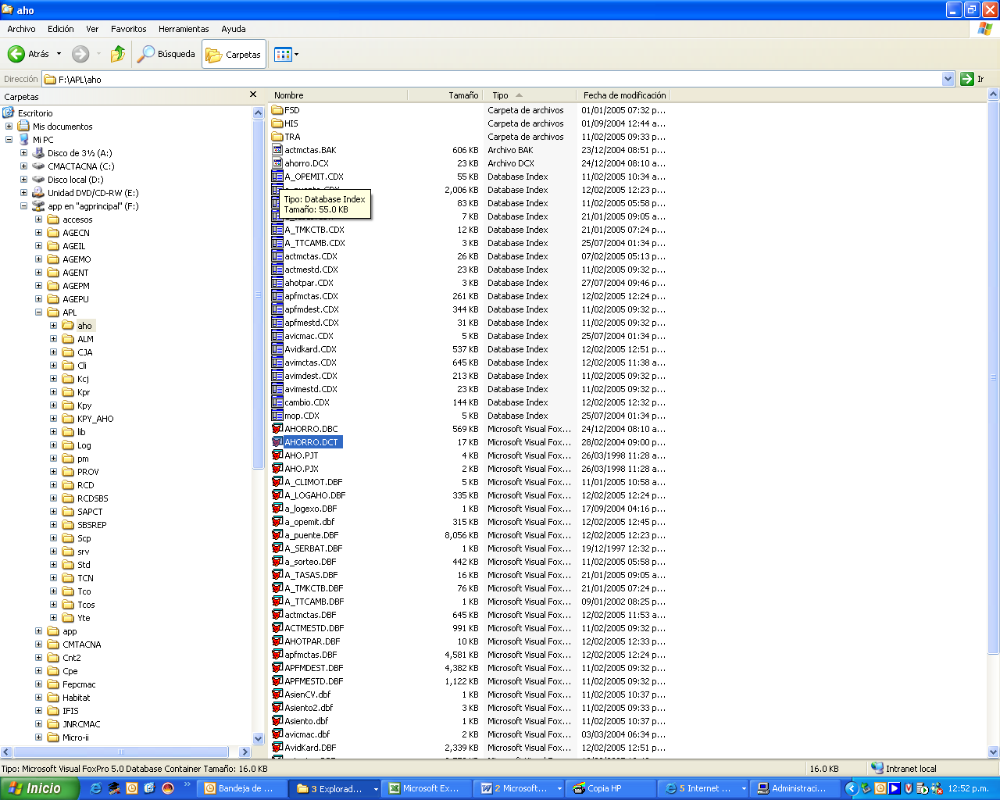 aho
Archivo Edición Ver Favoritos Herramientas Ayuda
Atrás Búsqueda Carpetas
Dirección F:\APL\aho Ir
Carpetas
Escritorio
Mis documentos
Mi PC
Disco de 3½ (A:)
CMACTACNA (C:)
Disco local (D:)
Unidad DVD/CD-RW (E:)
app en "agprincipal" (F:)
accesos
AGECN
AGEIL
AGEMO
AGENT
AGEPM
AGEPU
APL
aho
ALM
CJA
Cli
Kcj
Kpr
Kpy
KPY_AHO
lib
Log
pm
PROV
RCD
RCDSBS
SAPCT
SBSREP
Scp
srv
Std
TCN
Tco
Tcos
Yte
app
CMTACNA
Cnt2
Cpe
Fepcmac
Habitat
IFIS
JNRCMAC
Micro-ii
Nombre Tamaño Tipo Fecha de modificación
FSD Carpeta de archivos 01/01/2005 07:32 p...
HIS Carpeta de archivos 01/09/2004 12:44 a...
TRA Carpeta de archivos 11/02/2005 09:33 p...
actmctas.BAK 606 KB Archivo BAK 23/12/2004 08:51 p...
ahorro.DCX 23 KB Archivo DCX 24/12/2004 08:10 a...
A_OPEMIT.CDX 55 KB Database Index 11/02/2005 10:34 a...
2,006 KB Database Index 12/02/2005 12:23 p...
Tipo: Database Index
Tamaño: 55.0 KB
83 KB Database Index 11/02/2005 05:58 p...
7 KB Database Index 21/01/2005 09:05 a...
A_TMKCTB.CDX 12 KB Database Index 21/01/2005 07:24 p...
A_TTCAMB.CDX 3 KB Database Index 25/07/2004 01:34 p...
actmctas.CDX 26 KB Database Index 07/02/2005 05:13 p...
actmestd.CDX 23 KB Database Index 11/02/2005 09:32 p...
ahotpar.CDX 3 KB Database Index 27/07/2004 09:46 p...
apfmctas.CDX 261 KB Database Index 12/02/2005 12:24 p...
apfmdest.CDX 344 KB Database Index 11/02/2005 09:32 p...
apfmestd.CDX 31 KB Database Index 11/02/2005 09:32 p...
avicmac.CDX 5 KB Database Index 25/07/2004 01:34 p...
Avidkard.CDX 537 KB Database Index 12/02/2005 12:51 p...
avimctas.CDX 645 KB Database Index 12/02/2005 11:38 a...
avimdest.CDX 213 KB Database Index 11/02/2005 09:32 p...
avimestd.CDX 23 KB Database Index 11/02/2005 09:32 p...
cambio.CDX 144 KB Database Index 12/02/2005 12:32 p...
mop.CDX 5 KB Database Index 25/07/2004 01:34 p...
AHORRO.DBC 569 KB Microsoft Visual Fox... 24/12/2004 08:10 a...
AHORRO.DCT 17 KB Microsoft Visual Fox... 28/02/2004 09:00 p...
AHO.PJT 4 KB Microsoft Visual Fox... 26/03/1998 11:28 a...
AHO.PJX 2 KB Microsoft Visual Fox... 26/03/1998 11:28 a...
A_CLIMOT.DBF 5 KB Microsoft Visual Fox... 11/01/2005 10:58 a...
A_LOGAHO.DBF 335 KB Microsoft Visual Fox... 12/02/2005 12:24 p...
a_logexo.DBF 1 KB Microsoft Visual Fox... 17/09/2004 04:16 p...
a_opemit.dbf 315 KB Microsoft Visual Fox... 12/02/2005 12:45 p...
a_puente.DBF 8,056 KB Microsoft Visual Fox... 12/02/2005 12:23 p...
A_SERBAT.DBF 1 KB Microsoft Visual Fox... 19/12/1997 12:32 p...
a_sorteo.DBF 442 KB Microsoft Visual Fox... 11/02/2005 05:58 p...
A_TASAS.DBF 16 KB Microsoft Visual Fox... 21/01/2005 09:05 a...
A_TMKCTB.DBF 76 KB Microsoft Visual Fox... 21/01/2005 07:24 p...
A_TTCAMB.DBF 1 KB Microsoft Visual Fox... 09/01/2002 08:25 p...
actmctas.DBF 645 KB Microsoft Visual Fox... 12/02/2005 11:53 a...
ACTMESTD.DBF 991 KB Microsoft Visual Fox... 11/02/2005 09:32 p...
AHOTPAR.DBF 10 KB Microsoft Visual Fox... 12/02/2005 12:33 p...
apfmctas.DBF 4,581 KB Microsoft Visual Fox... 12/02/2005 12:24 p...
APFMDEST.DBF 4,382 KB Microsoft Visual Fox... 11/02/2005 09:32 p...
APFMESTD.DBF 1,122 KB Microsoft Visual Fox... 11/02/2005 09:32 p...
AsienCV.dbf 1 KB Microsoft Visual Fox... 11/02/2005 10:37 p...
Asiento2.dbf 3 KB Microsoft Visual Fox... 11/02/2005 09:33 p...
Asiento.dbf 1 KB Microsoft Visual Fox... 11/02/2005 10:37 p...
avicmac.dbf 2 KB Microsoft Visual Fox... 03/03/2004 06:34 p...
AvidKard.DBF 2,339 KB Microsoft Visual Fox... 12/02/2005 12:51 p...
Tipo: Microsoft Visual FoxPro 5.0 Database Container Tamaño: 16.0 KB 16.0 KB Intranet local
Inicio Bandeja de ... 3 Explorad... Microsoft Ex... 2 Microsoft... Copia HP 5 Internet ... Administraci... 12:52 p.m.